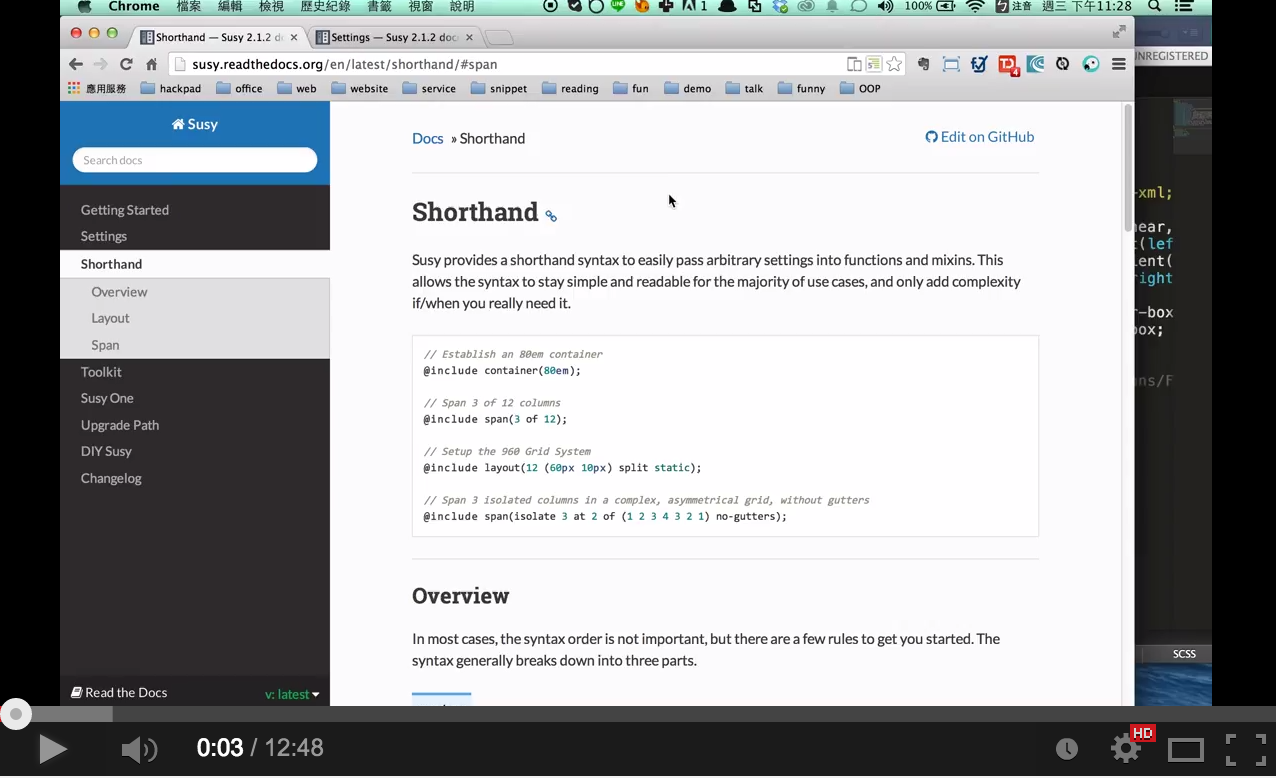 Chrome 檔案 編輯 檢視 歷史紀錄 書籤 視窗 說明 1 100% 注音 週三 下午11:28
Shorthand — Susy 2.1.2 d
Settings — Susy 2.1.2 doc
NREGISTERED
susy.readthedocs.org/en/latest/shorthand/#span
4
應用服務 hackpad office web website service snippet reading fun demo talk funny OOP
Susy
Search docs
Getting Started
Settings
Shorthand
Overview
Layout
Span
Toolkit
Susy One
Upgrade Path
DIY Susy
Changelog
Read the Docs
v: latest
Docs » Shorthand
Edit on GitHub
Shorthand
Susy provides a shorthand syntax to easily pass arbitrary settings into functions and mixins. This
allows the syntax to stay simple and readable for the majority of use cases, and only add complexity
if/when you really need it.
// Establish an 80em container
@include container(80em);
// Span 3 of 12 columns
@include span(3 of 12);
// Setup the 960 Grid System
@include layout(12 (60px 10px) split static);
// Span 3 isolated columns in a complex, asymmetrical grid, without gutters
@include span(isolate 3 at 2 of (1 2 3 4 3 2 1) no-gutters);
Overview
In most cases, the syntax order is not important, but there are a few rules to get you started. The
syntax generally breaks down into three parts.
-xml;
near,
t(left
ient(
right
r-box
box;
ns/F
SCSS
0:03 / 12:48
HD